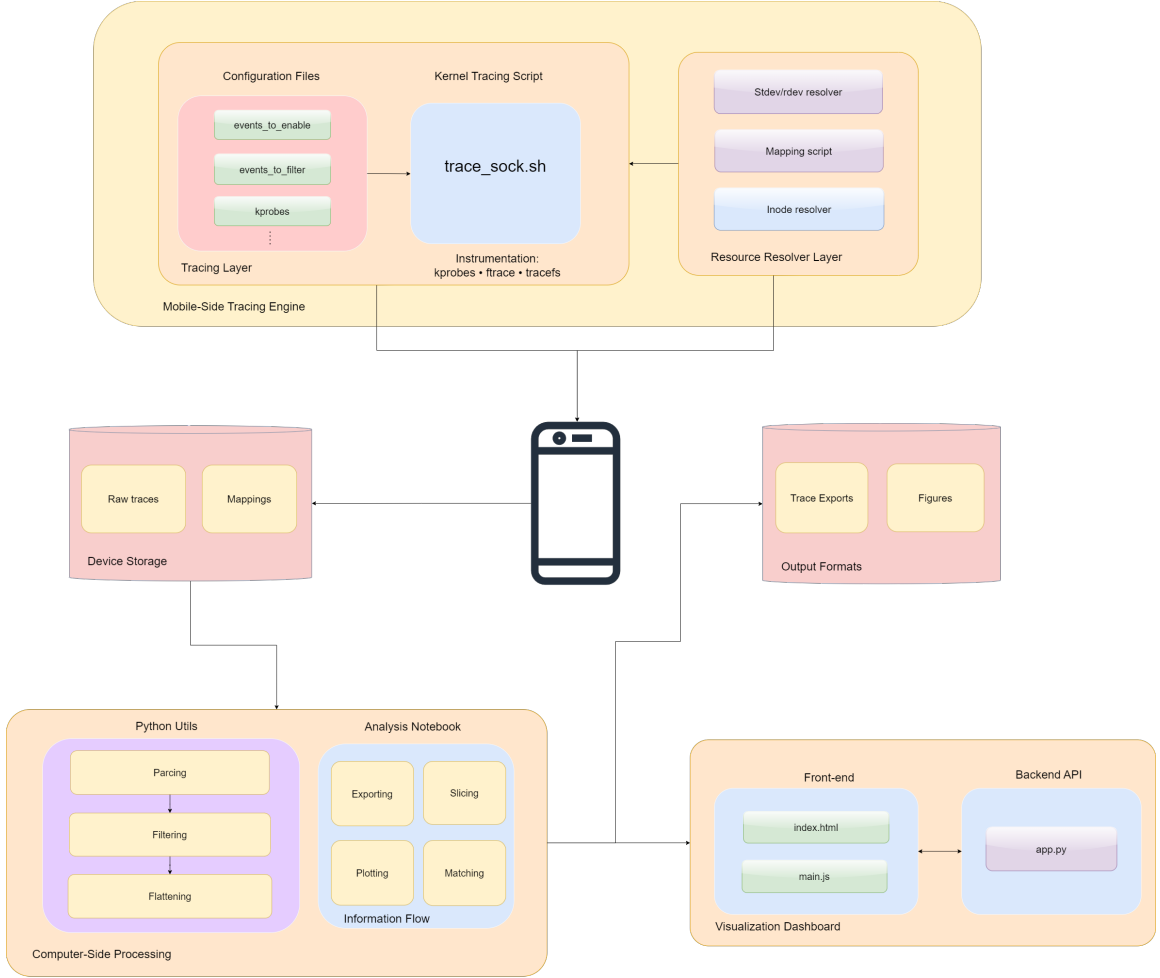 Configuration Files
events_to_enable
events_to_filter
kprobes
Tracing Layer
Kernel Tracing Script
trace_sock.sh
Instrumentation:
kprobes • ftrace • tracefs
Mobile-Side Tracing Engine
Stdev/rdev resolver
Mapping script
Inode resolver
Resource Resolver Layer
Raw traces
Mappings
Device Storage
Trace Exports
Figures
Output Formats
Python Utils
Parcing
Filtering
Flattening
Analysis Notebook
Exporting
Slicing
Plotting
Matching
Information Flow
Computer-Side Processing
Front-end
index.html
main.js
Backend API
app.py
Visualization Dashboard